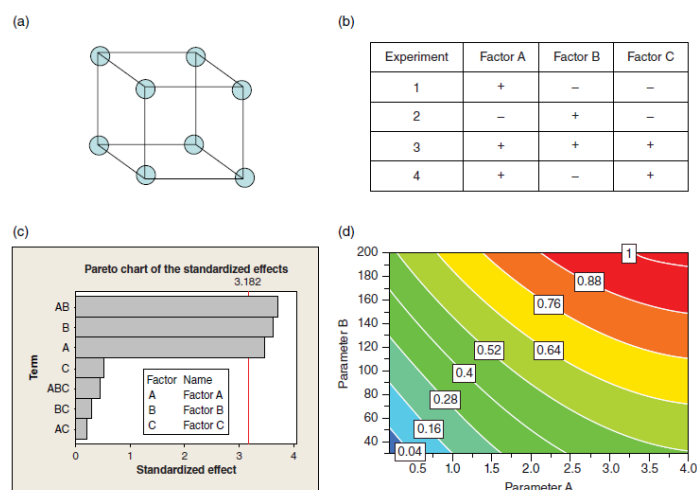 (a)
(b)
Experiment Factor A Factor B Factor C
1 + – –
2 – + –
3 + + +
4 + – +
(c)
Pareto chart of the standardized effects
3.182
Term
AB
B
A
C
ABC
BC
AC
Factor Name
A Factor A
B Factor B
C Factor C
0 1 2 3 4
Standardized effect
(d)
Parameter B
200
180
160
140
120
100
80
60
40
1
0.88
0.76
0.64
0.52
0.4
0.28
0.16
0.04
0.5 1.0 1.5 2.0 2.5 3.0 3.5 4.0
Parameter A